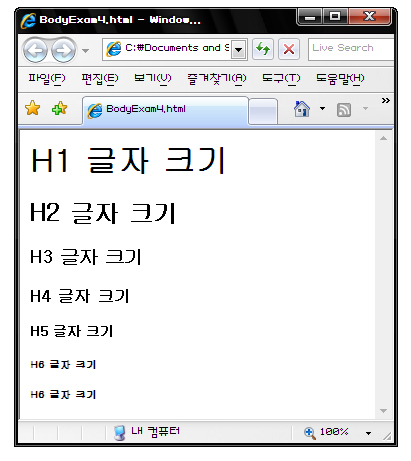 BodyExam4.html - Window...
C:₩Documents and S
Live Search
파일(F) 편집(E) 보기(V) 즐겨찾기(A) 도구(T) 도움말(H)
BodyExam4.html
H1 글자 크기
H2 글자 크기
H3 글자 크기
H4 글자 크기
H5 글자 크기
H6 글자 크기
H6 글자 크기
내 컴퓨터
100%